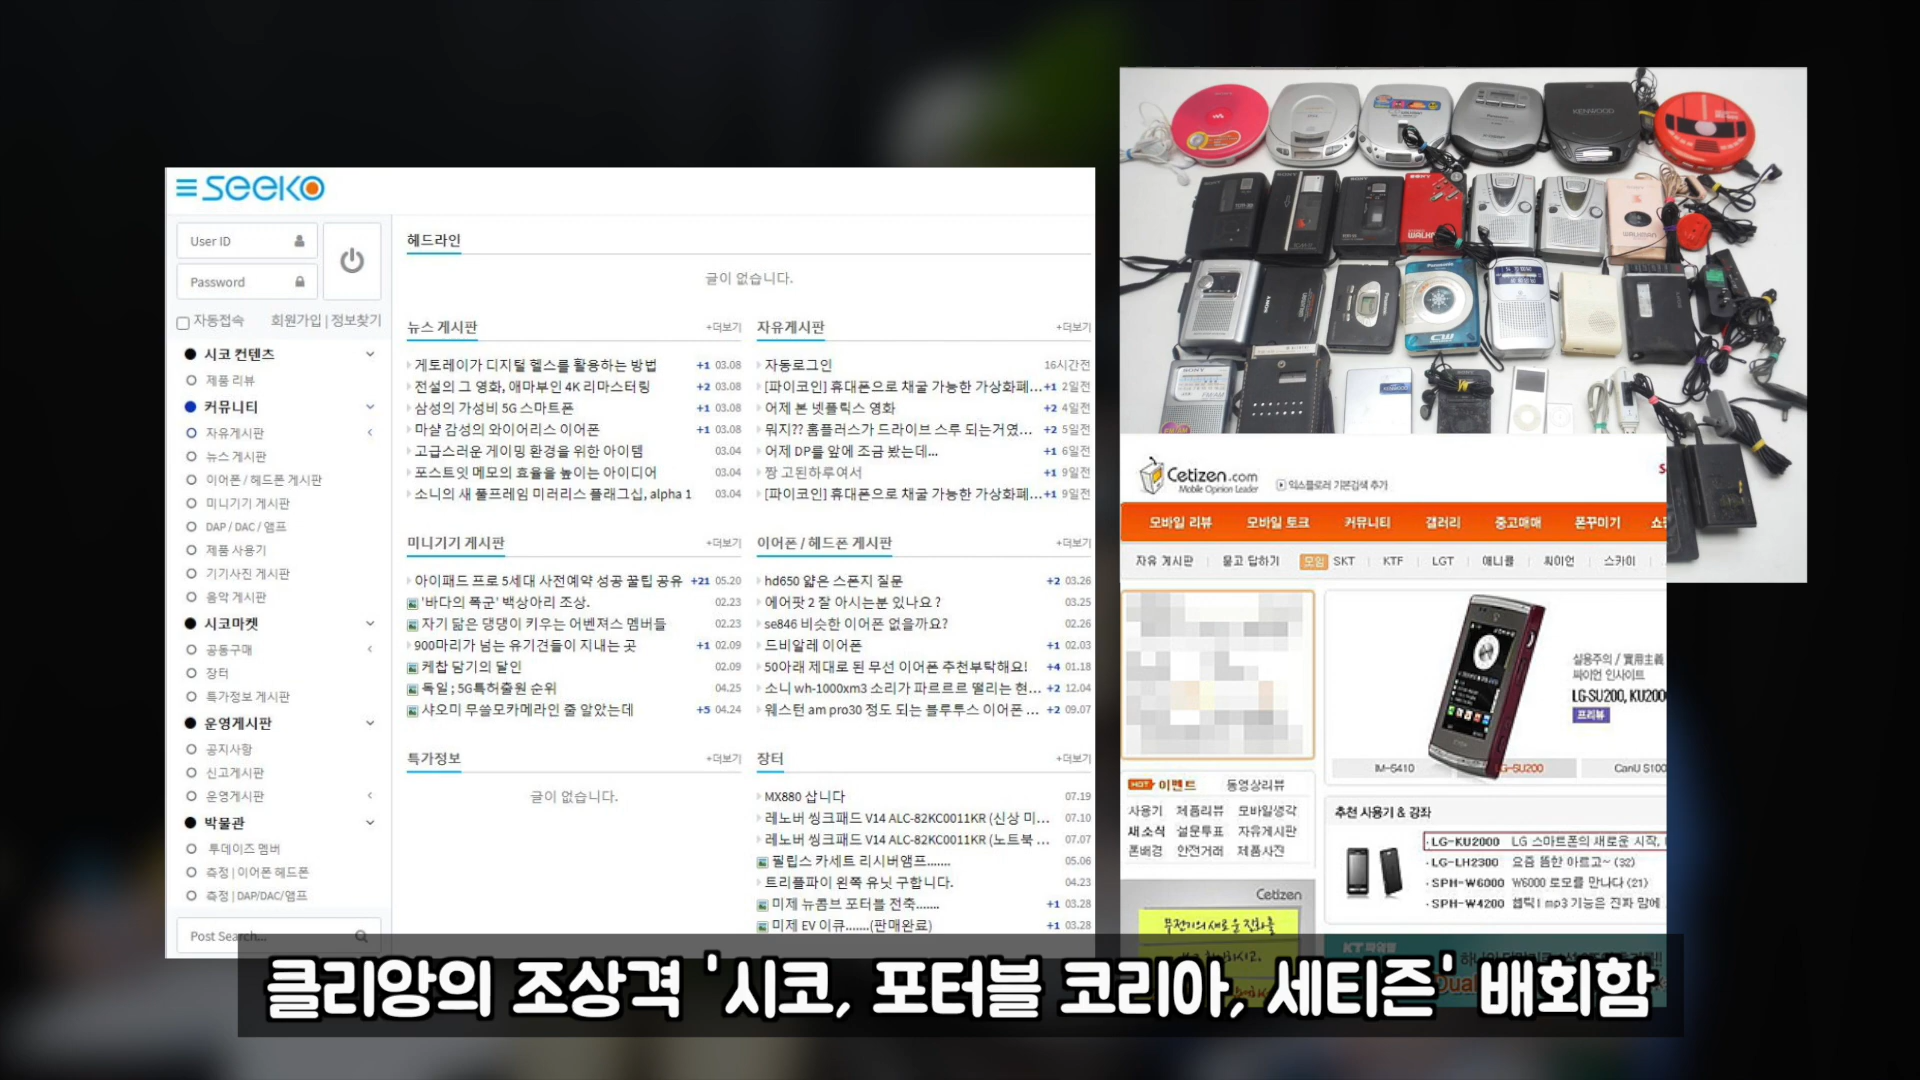 SEEKO
User ID
Password
자동접속
회원가입 | 정보찾기
시코 컨텐츠
제품 리뷰
커뮤니티
자유게시판
뉴스 게시판
이어폰 / 헤드폰 게시판
미니기기 게시판
DAP / DAC / 앰프
제품 사용기
기기사진 게시판
음악 게시판
시코마켓
공동구매
장터
특가정보 게시판
운영게시판
공지사항
신고게시판
운영게시판
박물관
투데이즈 멤버
측정 | 이어폰 헤드폰
측정 | DAP/DAC/앰프
Post Search...
헤드라인
글이 없습니다.
뉴스 게시판 +더보기
게토레이가 디지털 헬스를 활용하는 방법 +1 03.08
전설의 그 영화, 애마부인 4K 리마스터링 +2 03.08
삼성의 가성비 5G 스마트폰 +1 03.08
마샬 감성의 와이어리스 이어폰 +1 03.08
고급스러운 게이밍 환경을 위한 아이템 03.04
포스트잇 메모의 효율을 높이는 아이디어 03.04
소니의 새 풀프레임 미러리스 플래그십, alpha 1 03.04
자유게시판 +더보기
자동로그인 16시간전
[파이코인] 휴대폰으로 채굴 가능한 가상화폐... +1 2일전
어제 본 넷플릭스 영화 +2 4일전
뭐지?? 홈플러스가 드라이브 스루 되는거였... +2 5일전
어제 DP를 앞에 조금 봤는데... +1 6일전
짱 고된하루여서 +1 9일전
[파이코인] 휴대폰으로 채굴 가능한 가상화폐... +1 9일전
미니기기 게시판 +더보기
아이패드 프로 5세대 사전예약 성공 꿀팁 공유 +21 05.20
'바다의 폭군' 백상아리 조상. 02.23
자기 닮은 댕댕이 키우는 어벤져스 멤버들 02.23
900마리가 넘는 유기견들이 지내는 곳 +1 02.09
케찹 담기의 달인 02.09
독일 ; 5G특허출원 순위 04.25
샤오미 무쓸모카메라인 줄 알았는데 +5 04.24
이어폰 / 헤드폰 게시판 +더보기
hd650 얇은 스폰지 질문 +2 03.26
에어팟 2 잘 아시는분 있나요 ? 03.25
se846 비슷한 이어폰 없을까요? 02.26
드비알레 이어폰 +1 02.03
50아래 제대로 된 무선 이어폰 추천부탁해요! +4 01.18
소니 wh-1000xm3 소리가 파르르르 떨리는 현... +2 12.04
웨스턴 am pro30 정도 되는 블루투스 이어폰 ... +2 09.07
특가정보 +더보기
글이 없습니다.
장터 +더보기
MX880 삽니다 07.19
레노버 씽크패드 V14 ALC-82KC0011KR (신상 미... 07.10
레노버 씽크패드 V14 ALC-82KC0011KR (노트북 ... 07.07
필립스 카세트 리시버앰프....... 05.06
트리플파이 왼쪽 유닛 구합니다. 04.23
미제 뉴콤브 포터블 전축....... +1 03.28
미제 EV 이큐.......(판매완료) +1 03.28
KENWOOD
SONY
WALKMAN
Panasonic
Cetizen.com
Mobile Opinion Leader
익스플로러 기본검색 추가
모바일 리뷰 모바일 토크 커뮤니티 갤러리 중고매매 폰꾸미기
자유 게시판 묻고 답하기 모임 SKT KTF LGT 애니콜 싸이언 스카이
실용주의 / 實用主義
싸이언 인사이트
LG-SU200, KU2000
프리뷰
IM-S410 LG-SU200 CanU S100
HOT 이벤트 동영상리뷰
사용기 제품리뷰 모바일생각
새소식 설문투표 자유게시판
폰배경 안전거래 제품사진
추천 사용기 & 강좌
LG-KU2000 LG 스마트폰의 새로운 시작,
LG-LH2300 요즘 뜸한 아르고~ (32)
SPH-W6000 W6000 로모를 만나다 (21)
SPH-W4200 셉틱! mp3 기능은 진짜 맘에
Cetizen
무전기의 새로운 진화를
클리앙의 조상격 '시코, 포터블 코리아, 세티즌' 배회함